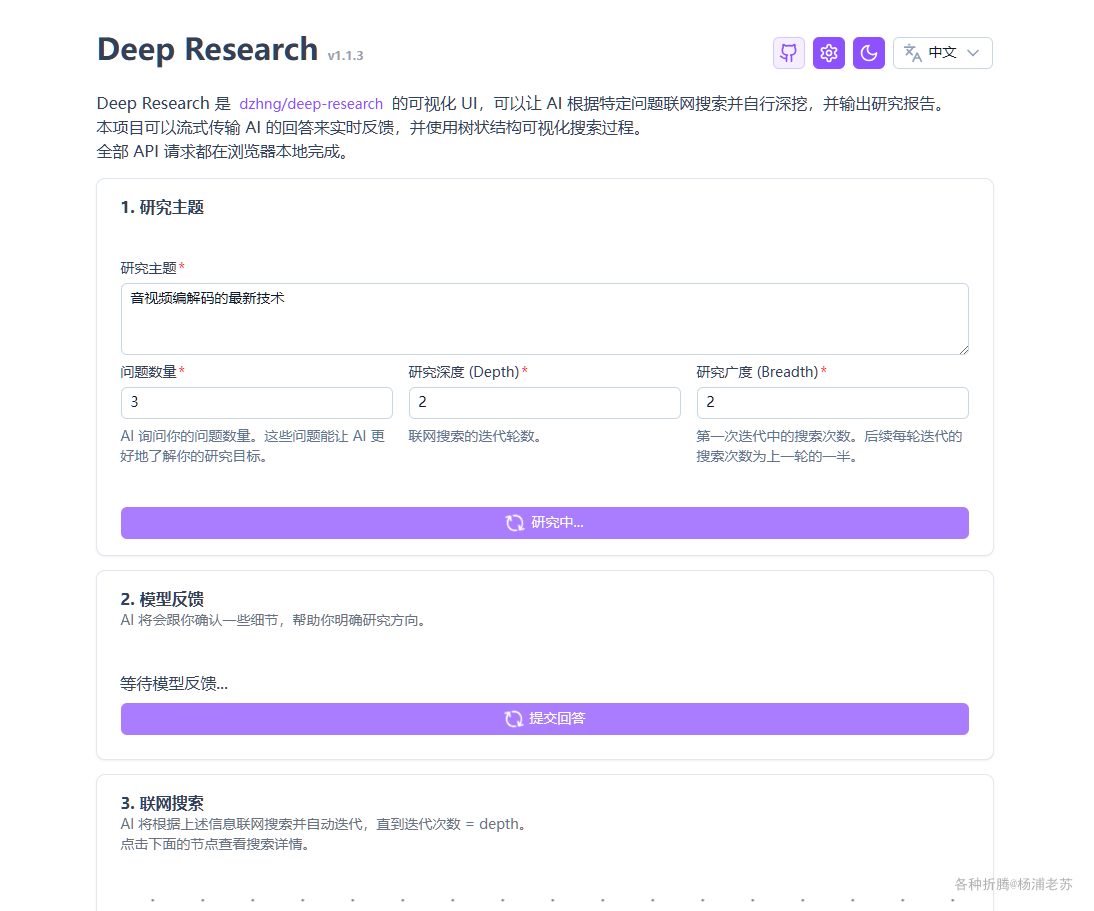 Deep Research v1.1.3
中文
Deep Research 是 dzhng/deep-research 的可视化 UI，可以让 AI 根据特定问题联网搜索并自行深挖，并输出研究报告。
本项目可以流式传输 AI 的回答来实时反馈，并使用树状结构可视化搜索过程。
全部 API 请求都在浏览器本地完成。
1. 研究主题
研究主题*
音视频编解码的最新技术
问题数量*
3
AI 询问你的问题数量。这些问题能让 AI 更
好地了解你的研究目标。
研究深度 (Depth)*
2
联网搜索的迭代轮数。
研究广度 (Breadth)*
2
第一次迭代中的搜索次数。后续每轮迭代的
搜索次数为上一轮的一半。
研究中...
2. 模型反馈
AI 将会跟你确认一些细节，帮助你明确研究方向。
等待模型反馈...
提交回答
3. 联网搜索
AI 将根据上述信息联网搜索并自动迭代，直到迭代次数 = depth。
点击下面的节点查看搜索详情。
各种折腾@杨浦老苏